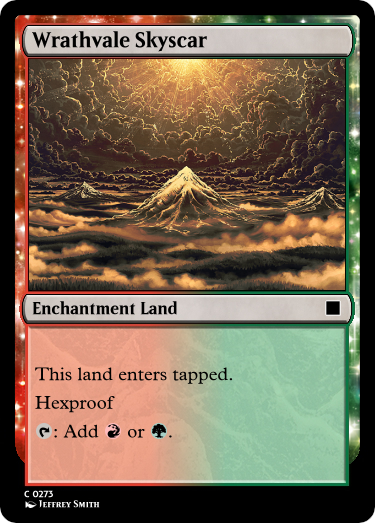 Wrathvale Skyscar
Enchantment Land
This land enters tapped.
Hexproof
: Add or .
C 0273
Jeffrey Smith